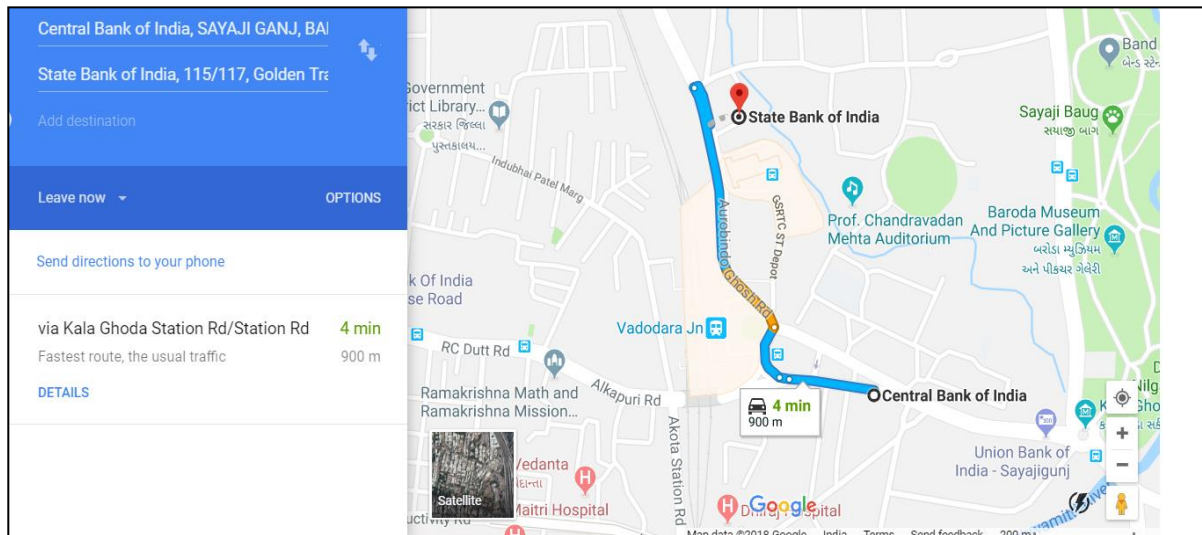 Central Bank of India, SAYAJI GANJ, BA
State Bank of India, 115/117, Golden Tra
Add destination
Leave now
OPTIONS
Send directions to your phone
via Kala Ghoda Station Rd/Station Rd 4 min
Fastest route, the usual traffic 900 m
DETAILS
Band
Government
rict Library...
સરકાર જિલ્લા
પુસ્તકાલય...
State Bank of India
Sayaji Baug
સયાજી બાગ
Indubhai Patel Marg
Aurobindo Ghosh Rd
GSRTC ST Depot
Prof. Chandravadan
Mehta Auditorium
Baroda Museum
And Picture Gallery
બરોડા મ્યુઝિયમ
અને પીક્ચર ગેલેરી
k Of India
se Road
Vadodara Jn
RC Dutt Rd
Alkapuri Rd
Ramakrishna Math and
Ramakrishna Mission...
4 min
900 m
Central Bank of India
Nilg
Akota Station Rd
Union Bank of
India - Sayajigunj
Vedanta
Maitri Hospital
Satellite
Google
Dhiraj Hospital
uctivity Rd
Map data ©2018 Google India Terms Send feedback 200 m